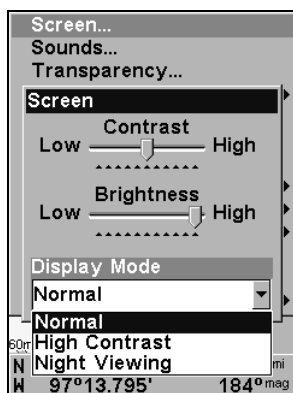 Screen...
Sounds...
Transparency...
Screen
Contrast
Low High
Brightness
Low High
Display Mode
Normal
Normal
High Contrast
Night Viewing
N mi
W 97°13.795' 184° mag